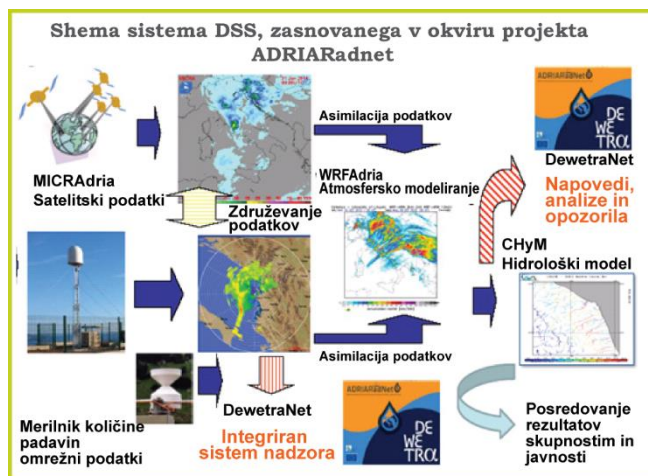 Shema sistema DSS, zasnovanega v okviru projekta
ADRIARadnet
Asimilacija podatkov
ADRIARadNet
DE
WE
TRA
DewetraNet
Napovedi,
analize in
opozorila
MICRAdria
Satelitski podatki
WRFAdria
Atmosfersko modeliranje
Združevanje
podatkov
CHyM
Hidrološki model
Asimilacija podatkov
Merilnik količine
padavin
omrežni podatki
DewetraNet
Integriran
sistem nadzora
ADRIARadNet
DE
WE
TRA
Posredovanje
rezultatov
skupnostim in
javnosti